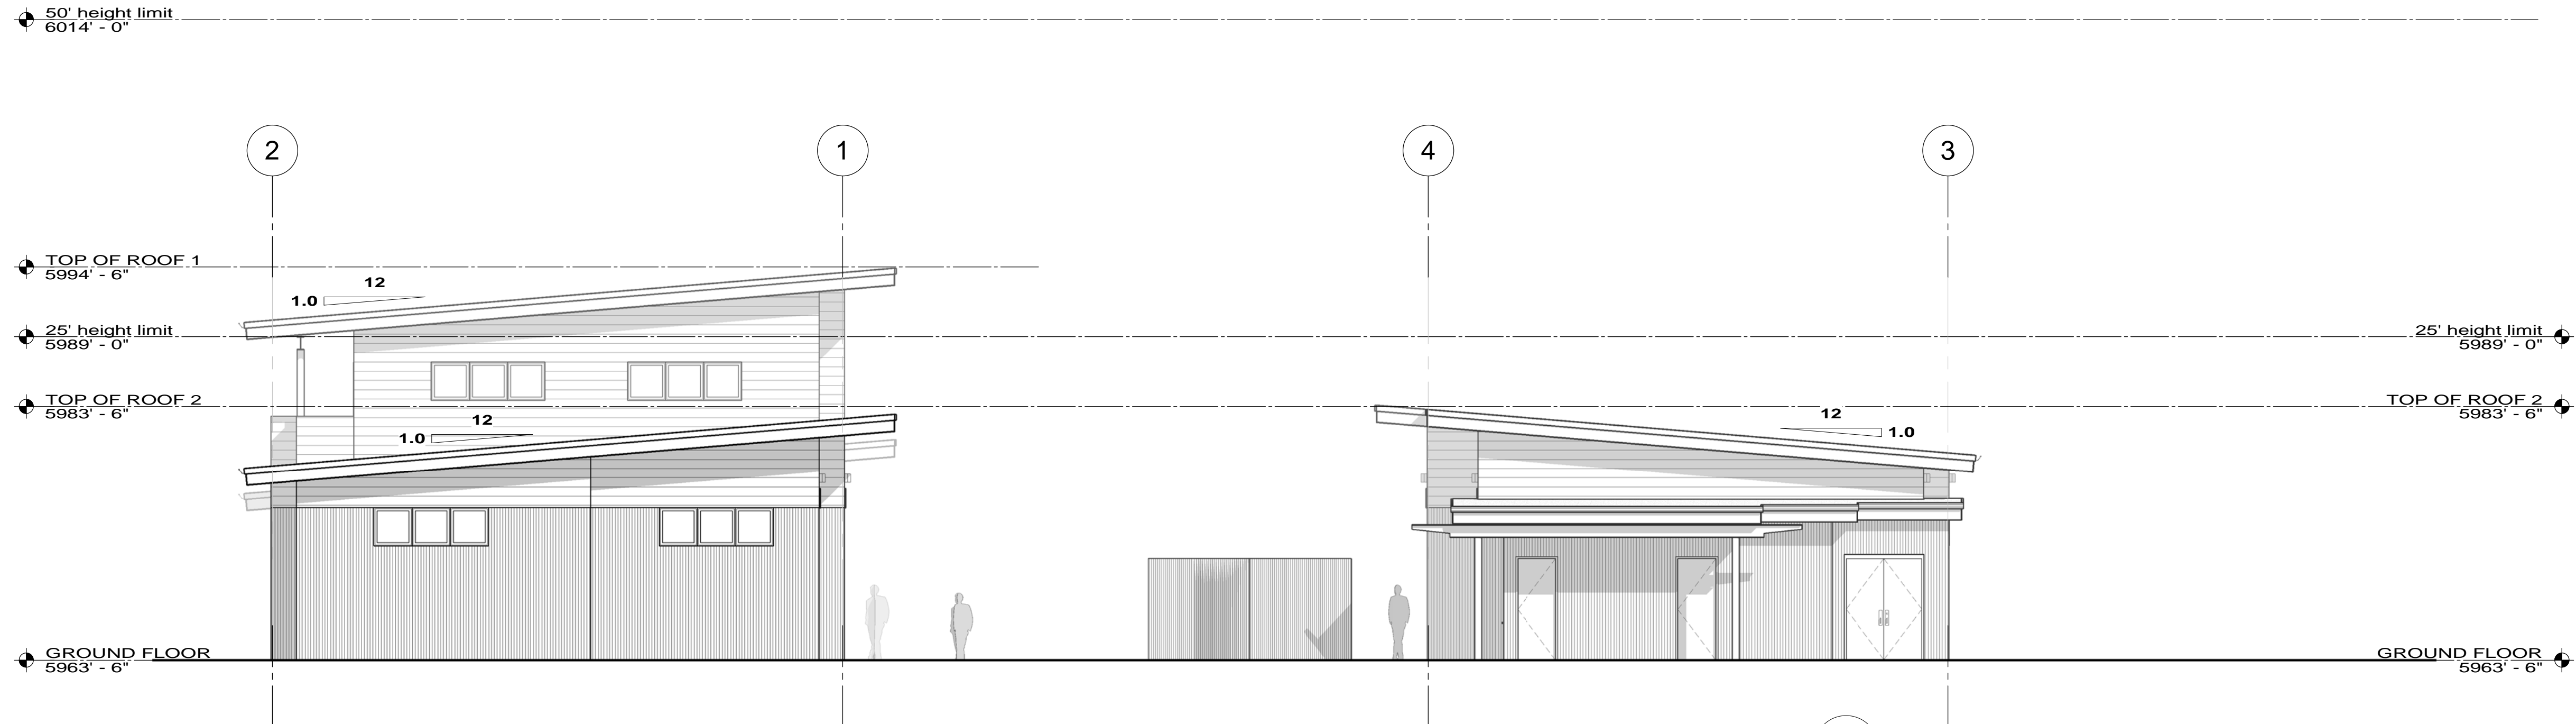 50' height limit
6014' - 0"
2
1
4
3
TOP OF ROOF 1
5994' - 6"
12
1.0
25' height limit
5989' - 0"
25' height limit
5989' - 0"
TOP OF ROOF 2
5983' - 6"
TOP OF ROOF 2
5983' - 6"
12
1.0
12
1.0
GROUND FLOOR
5963' - 6"
GROUND FLOOR
5963' - 6"